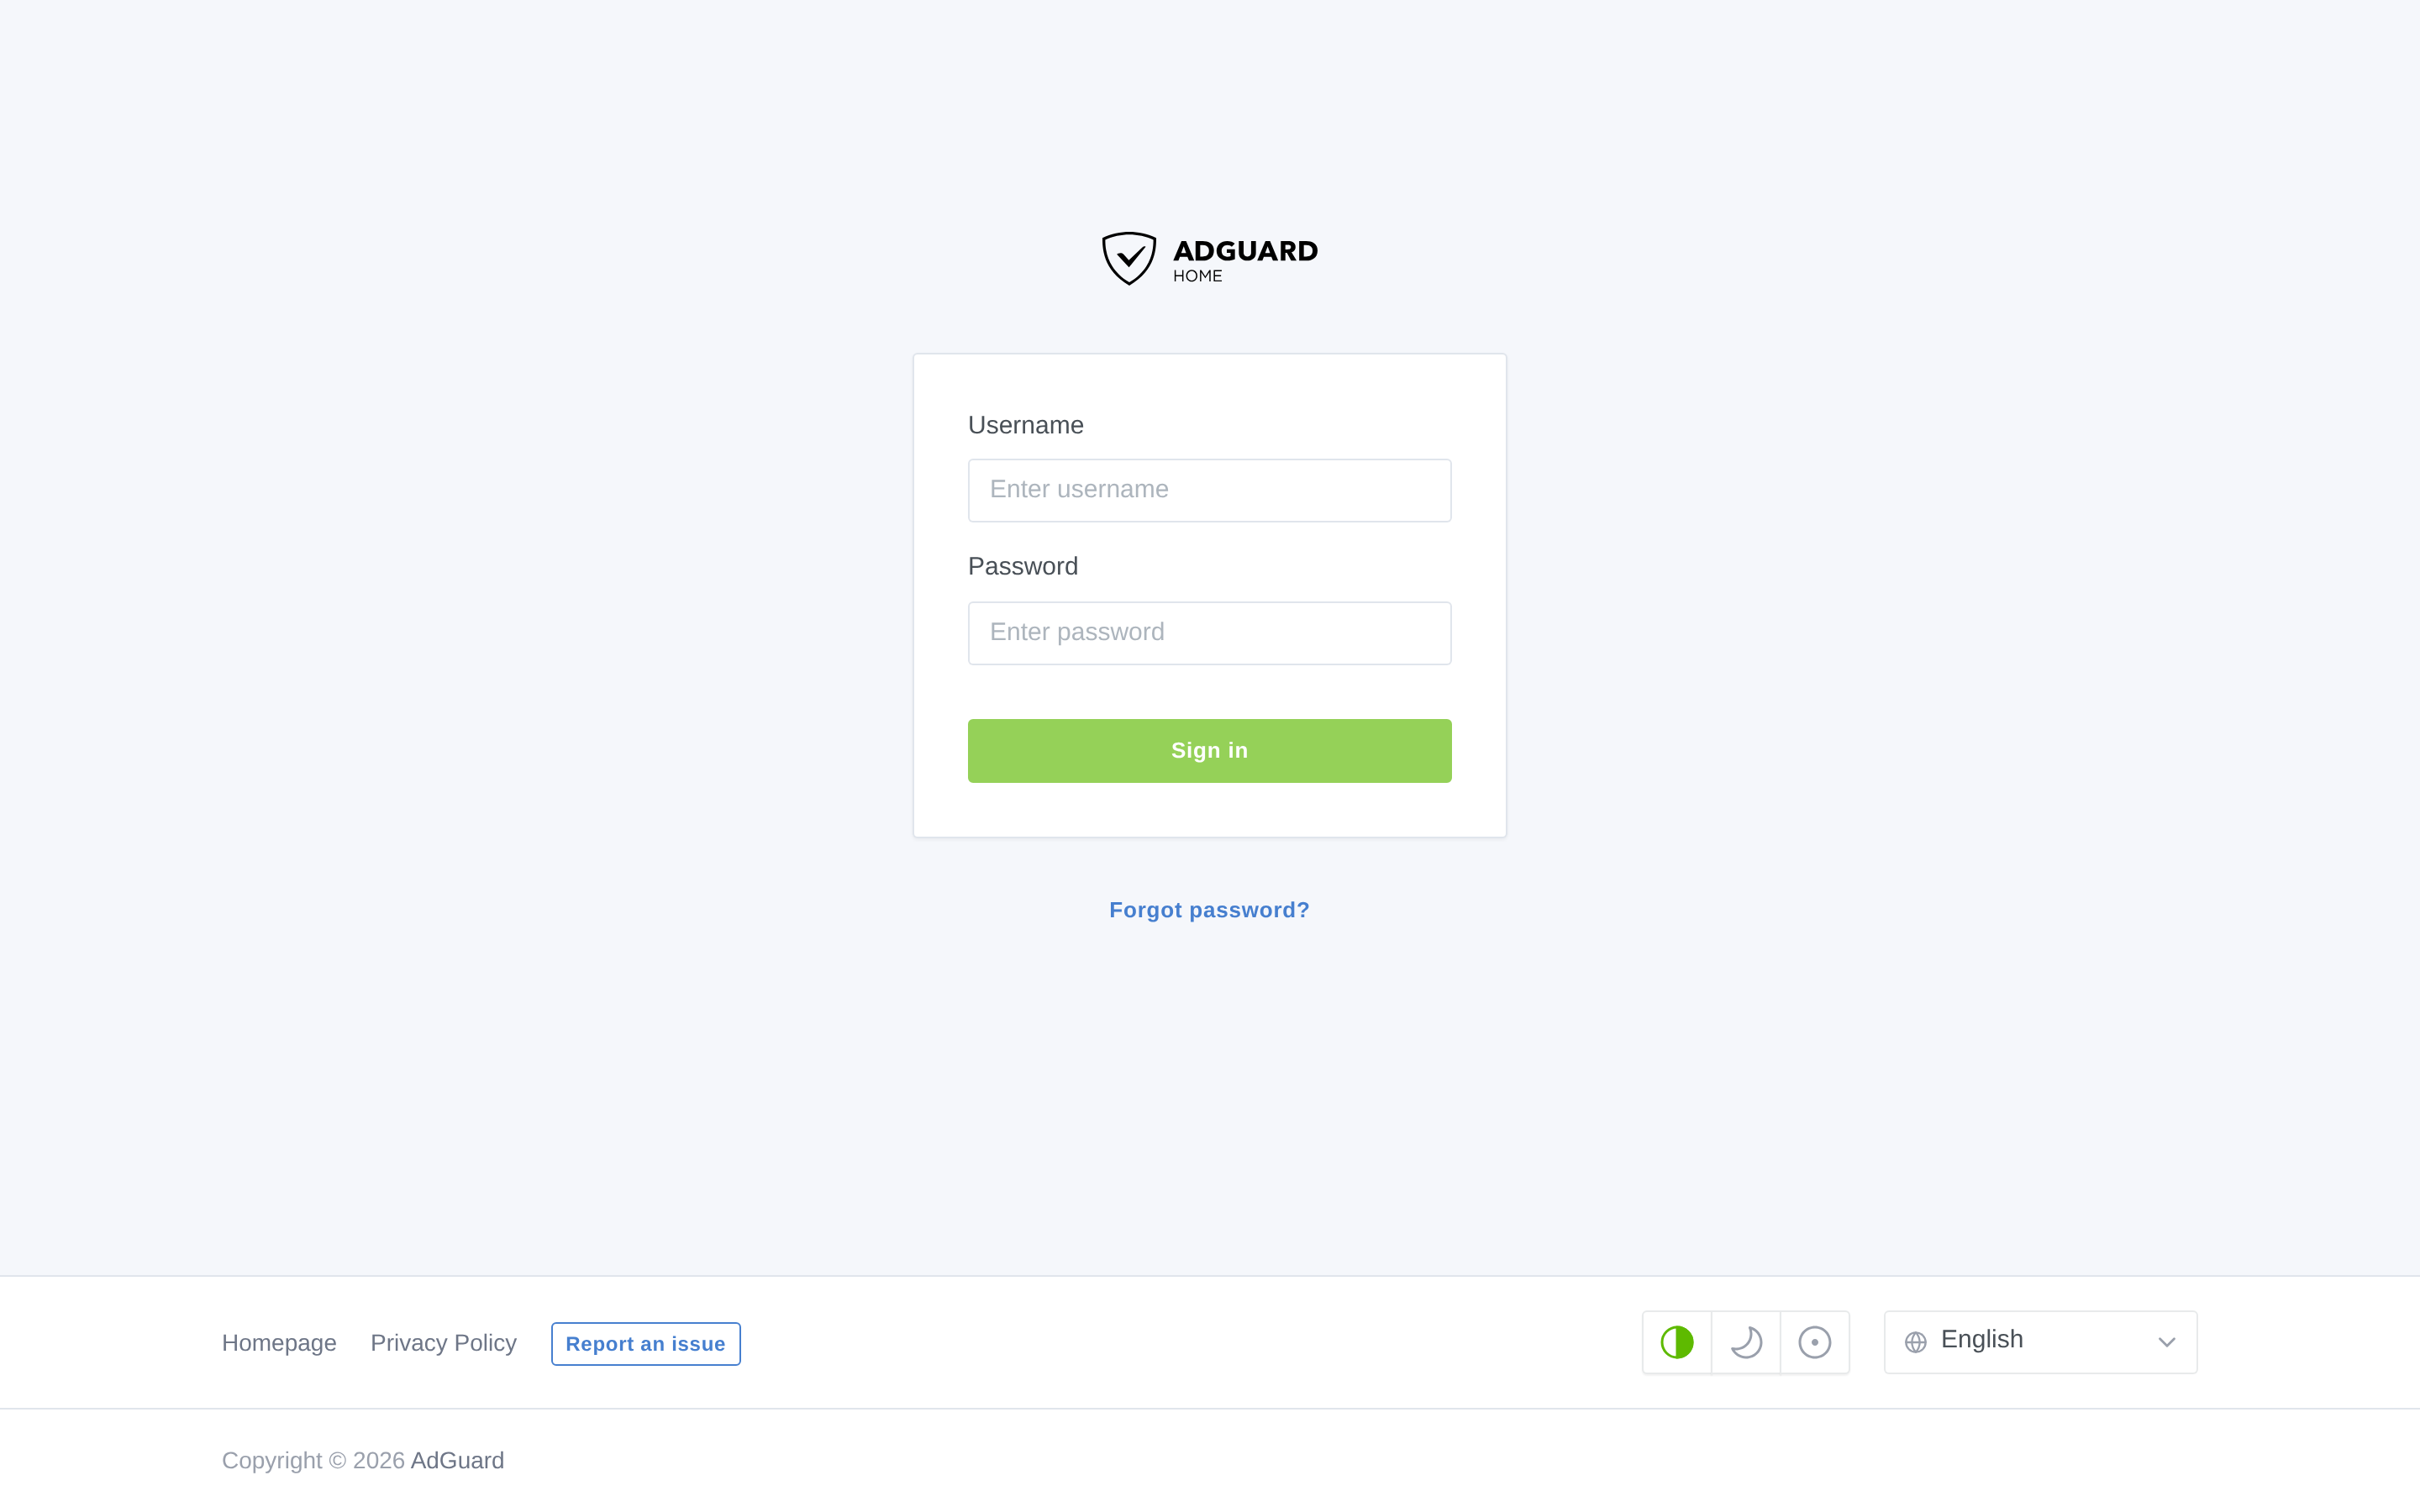 ADGUARD
HOME
Username
Enter username
Password
Enter password
Sign in
Forgot password?
Homepage Privacy Policy Report an issue English
Copyright © 2026 AdGuard